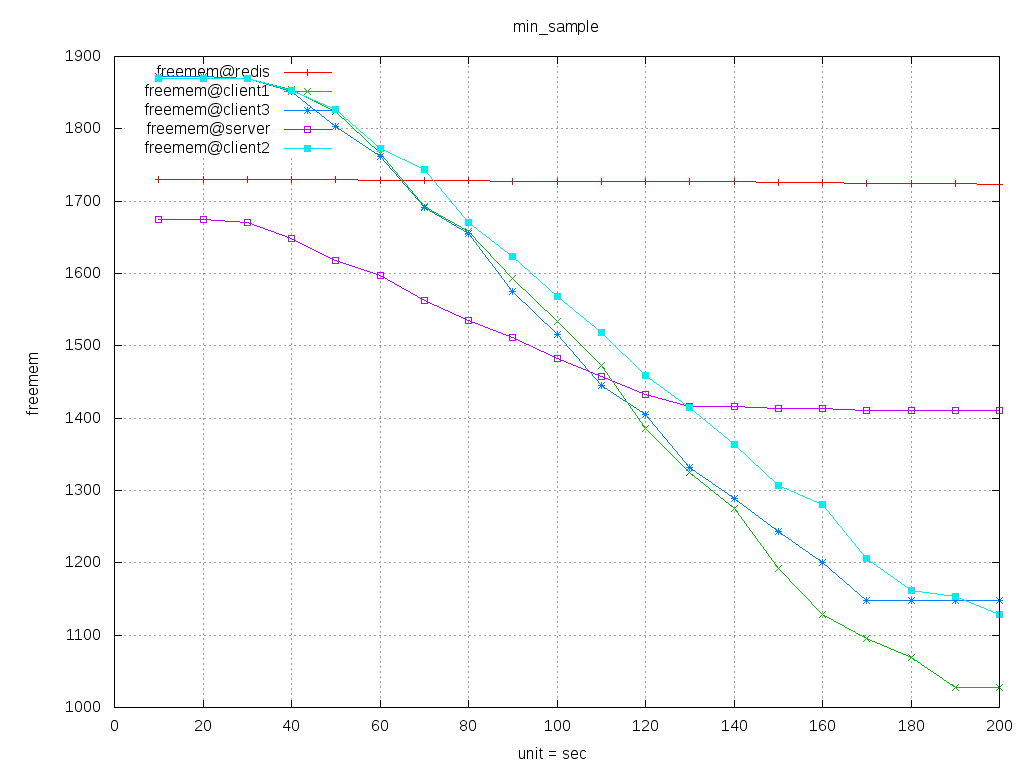 min_sample
freemem@redis
freemem@client1
freemem@client3
freemem@server
freemem@client2
1900
1800
1700
1600
1500
1400
1300
1200
1100
1000
freemem
0 20 40 60 80 100 120 140 160 180 200
unit = sec